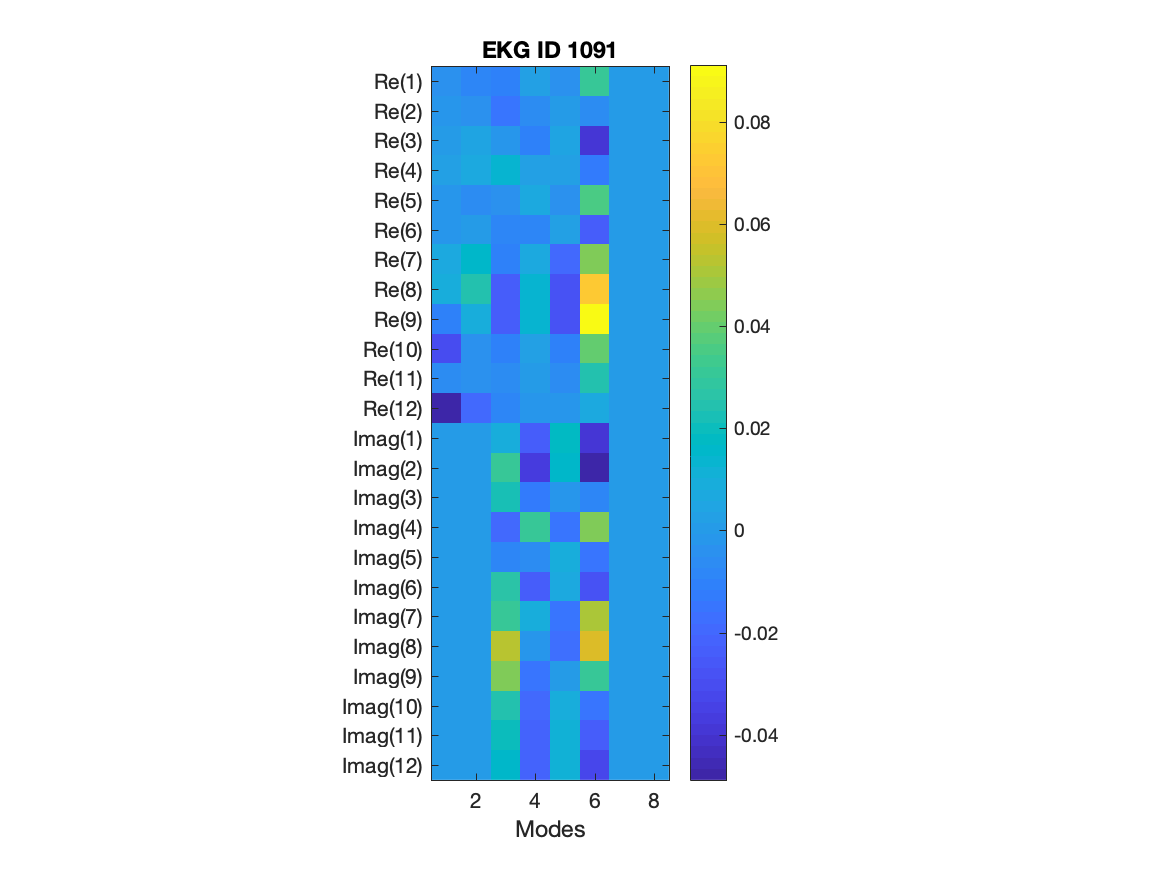 EKG ID 1091
Re(1)
Re(2)
Re(3)
Re(4)
Re(5)
Re(6)
Re(7)
Re(8)
Re(9)
Re(10)
Re(11)
Re(12)
Imag(1)
Imag(2)
Imag(3)
Imag(4)
Imag(5)
Imag(6)
Imag(7)
Imag(8)
Imag(9)
Imag(10)
Imag(11)
Imag(12)
2 4 6 8
Modes
0.08
0.06
0.04
0.02
0
-0.02
-0.04